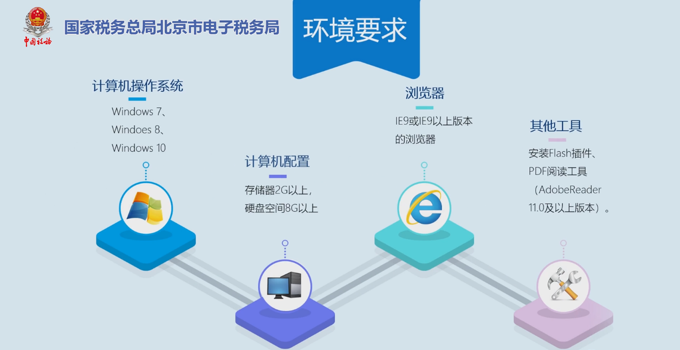 中国税务
国家税务总局北京市电子税务局
环境要求
计算机操作系统
Windows 7、
Windoes 8、
Windows 10
计算机配置
存储器2G以上，
硬盘空间8G以上
浏览器
IE9或IE9以上版本
的浏览器
其他工具
安装Flash插件、
PDF阅读工具
（AdobeReader
11.0及以上版本）。